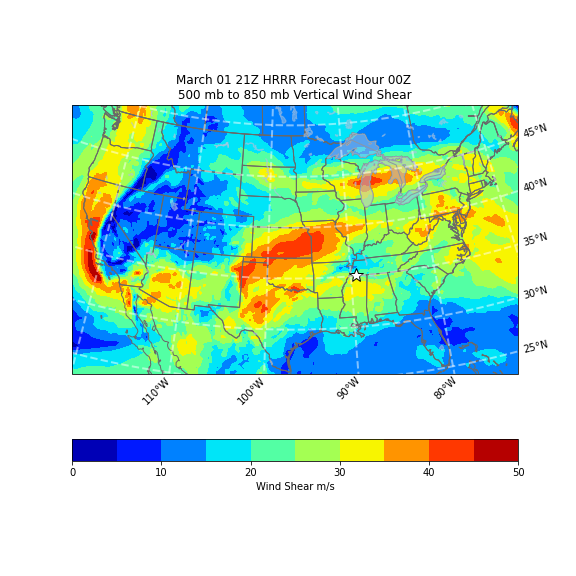 March 01 21Z HRRR Forecast Hour 00Z
500 mb to 850 mb Vertical Wind Shear
45°N
40°N
35°N
30°N
25°N
110°W
100°W
90°W
80°W
0
10
20
30
40
50
Wind Shear m/s